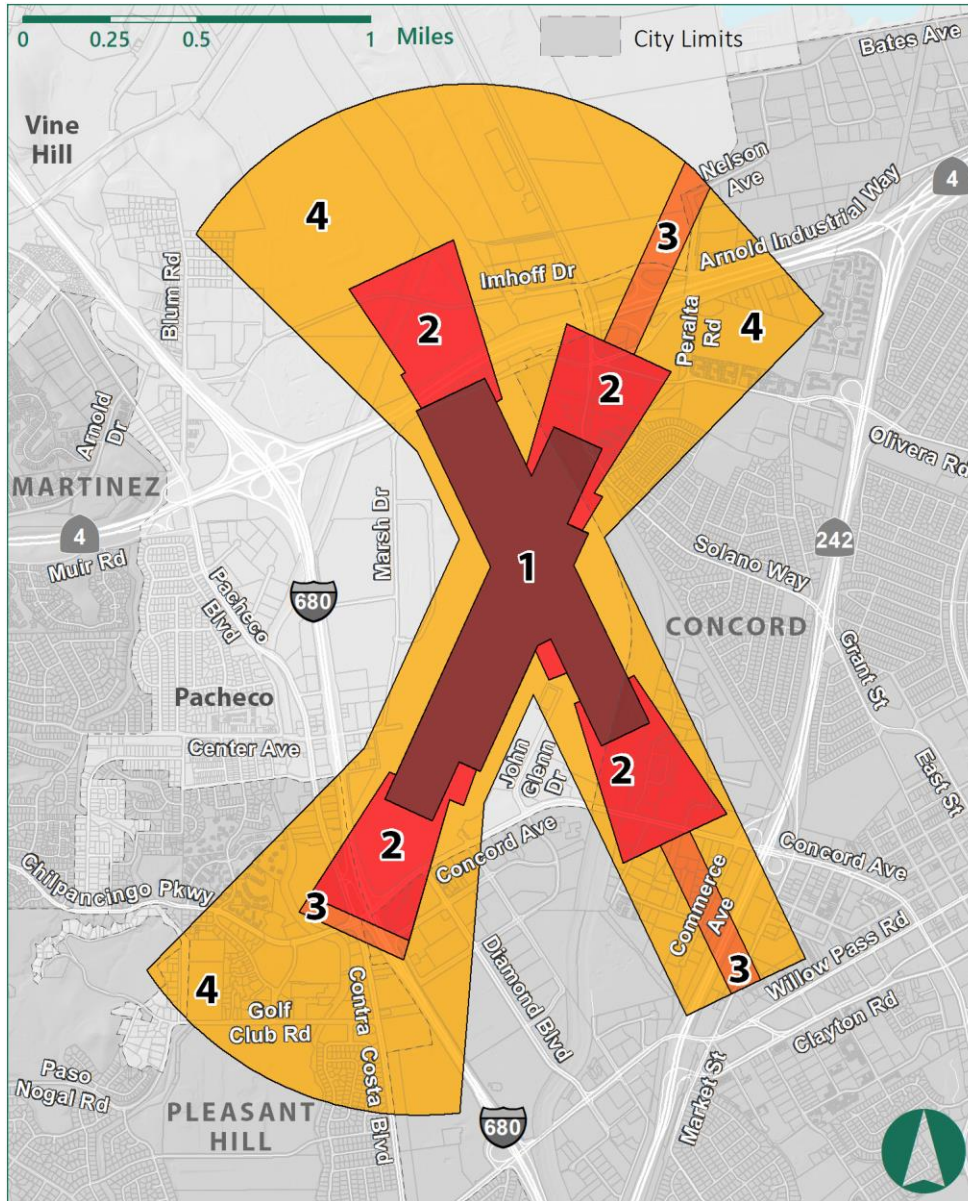 0 0.25 0.5 1 Miles
City Limits
Bates Ave
Vine
Hill
Nelson
Ave
4
4
3
Arnold Industrial Way
Blum Rd
Imhoff Dr
2
Peralta
Rd
4
2
Arnold
Dr
Olivera Rd
MARTINEZ
4
Marsh Dr
242
Muir Rd
Solano Way
1
680
Pacheco
Blvd
CONCORD
Grant St
Pacheco
Center Ave
John
Glenn
Dr
East St
2
2
Concord Ave
Concord Ave
Chilpancingo Pkwy
3
Commerce
Ave
Willow Pass Rd
3
4
Diamond Blvd
Golf
Club Rd
Contra Costa Blvd
Clayton Rd
Paso
Nogal Rd
Market St
PLEASANT
HILL
680